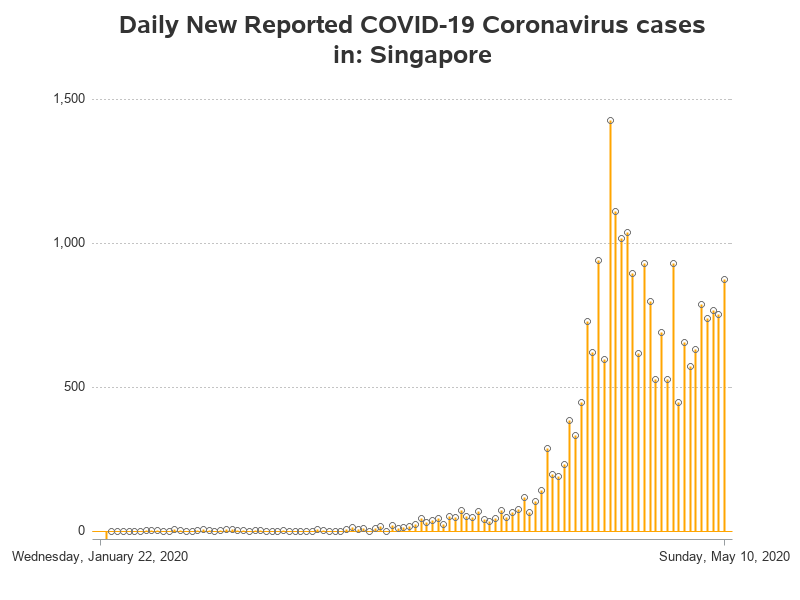 Daily New Reported COVID-19 Coronavirus cases
in: Singapore
1,500
1,000
500
0
Wednesday, January 22, 2020
Sunday, May 10, 2020